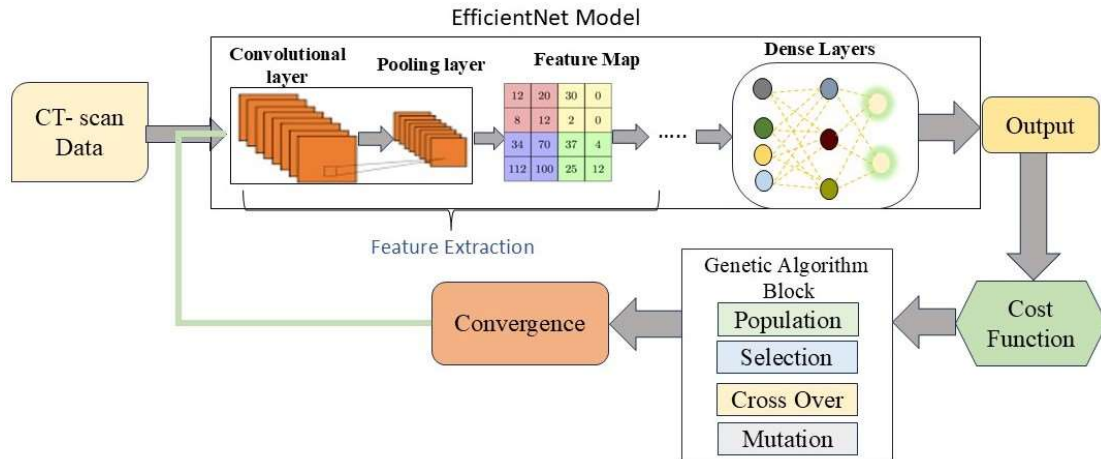 EfficientNet Model
Convolutional
layer
Pooling layer
Feature Map
Dense Layers
CT- scan
Data
12 20 30 0
8 12 2 0
34 70 37 4
112 100 25 12
.....
Output
Feature Extraction
Genetic Algorithm
Block
Population
Selection
Cross Over
Mutation
Convergence
Cost
Function